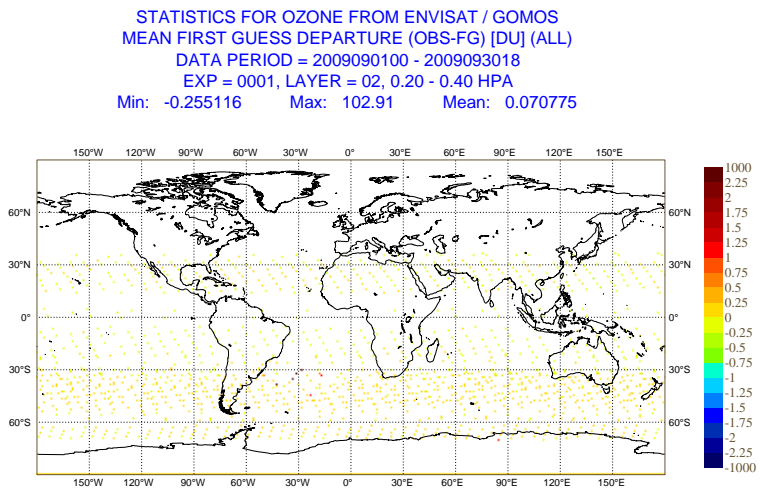 STATISTICS FOR OZONE FROM ENVISAT / GOMOS
MEAN FIRST GUESS DEPARTURE (OBS-FG) [DU] (ALL)
DATA PERIOD = 2009090100 - 2009093018
EXP = 0001, LAYER = 02, 0.20 - 0.40 HPA
Min: -0.255116 Max: 102.91 Mean: 0.070775
150°W 120°W 90°W 60°W 30°W 0° 30°E 60°E 90°E 120°E 150°E
60°N 60°N
30°N 30°N
0° 0°
30°S 30°S
60°S 60°S
150°W 120°W 90°W 60°W 30°W 0° 30°E 60°E 90°E 120°E 150°E
1000
2.25
2
1.75
1.5
1.25
1
0.75
0.5
0.25
0
-0.25
-0.5
-0.75
-1
-1.25
-1.5
-1.75
-2
-2.25
-1000